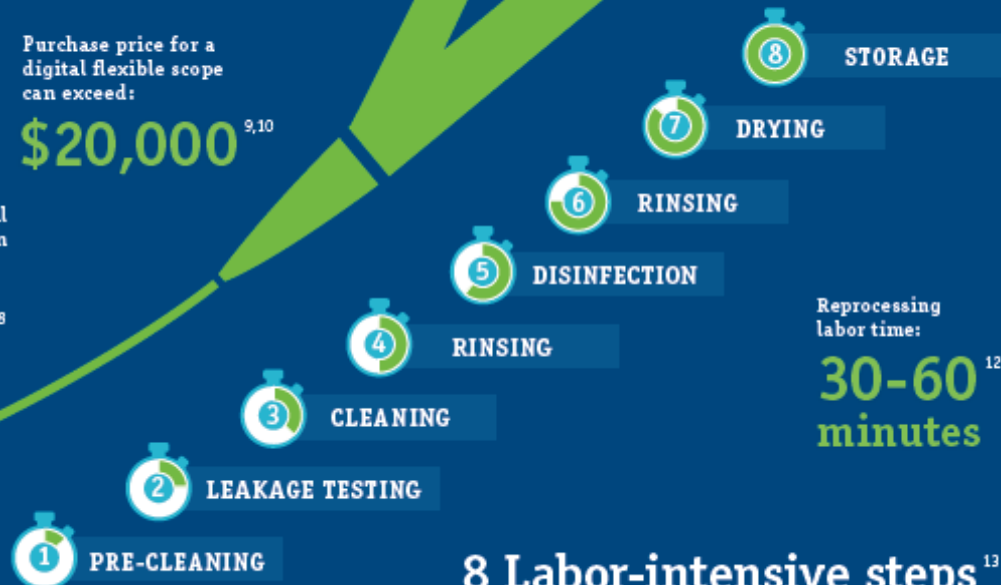 Purchase price for a
digital flexible scope
can exceed:
$20,000 9,10
8 STORAGE
7 DRYING
6 RINSING
5 DISINFECTION
4 RINSING
3 CLEANING
2 LEAKAGE TESTING
1 PRE-CLEANING
Reprocessing
labor time:
30-60 12
minutes
8 Labor-intensive steps 13